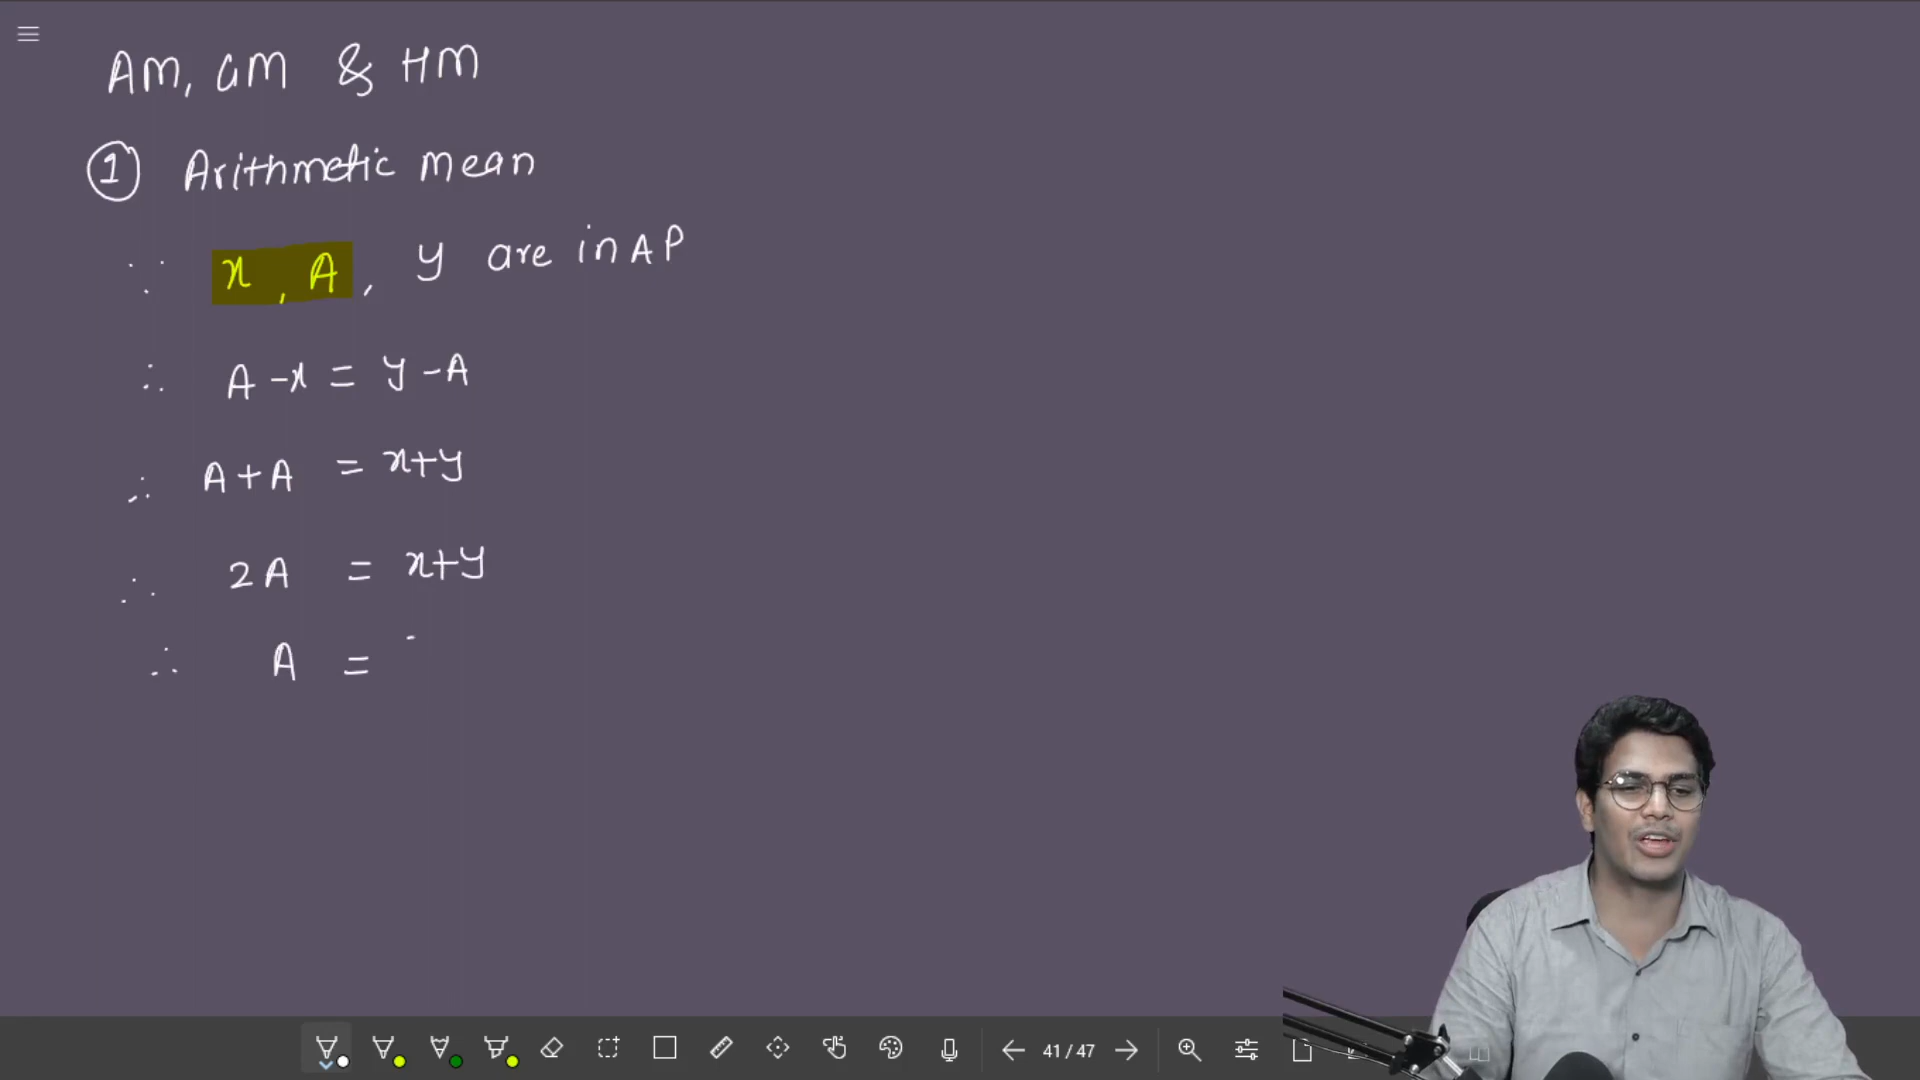 AM, GM & HM
① Arithmetic mean
∵ x, A, y are in AP
∴ A - x = y - A
∴ A + A = x + y
∴ 2A = x + y
∴ A =
41 / 47